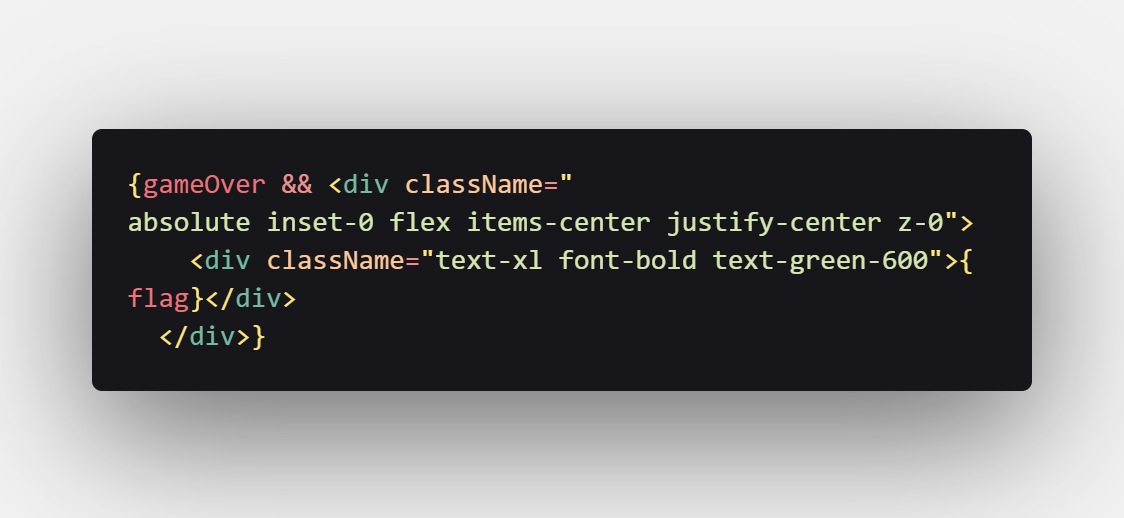 {gameOver && <div className="
absolute inset-0 flex items-center justify-center z-0">
    <div className="text-xl font-bold text-green-600">{
flag}</div>
  </div>}